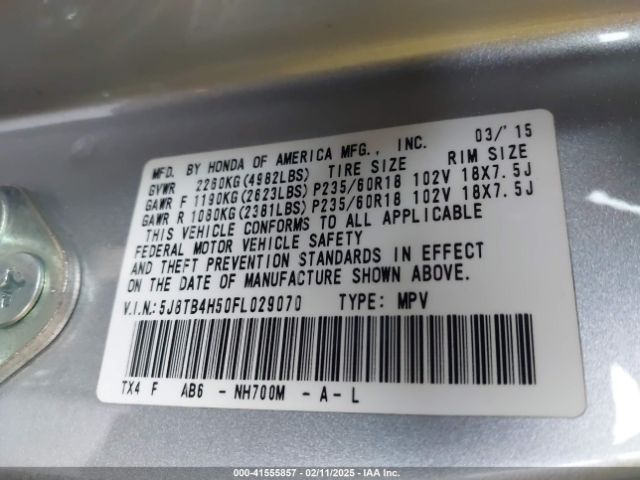 MFD. BY HONDA OF AMERICA MFG., INC. 03/'15
GVWR 2260KG(4982LBS) TIRE SIZE RIM SIZE
GAWR F 1190KG(2623LBS) P235/60R18 102V 18X7.5J
GAWR R 1080KG(2381LBS) P235/60R18 102V 18X7.5J
THIS VEHICLE CONFORMS TO ALL APPLICABLE
FEDERAL MOTOR VEHICLE SAFETY
AND THEFT PREVENTION STANDARDS IN EFFECT
ON THE DATE OF MANUFACTURE SHOWN ABOVE.
V.I.N.: 5J8TB4H50FL029070 TYPE: MPV
TX4 F AB6 - NH700M - A - L
000-41555857 - 02/11/2025 - IAA Inc.